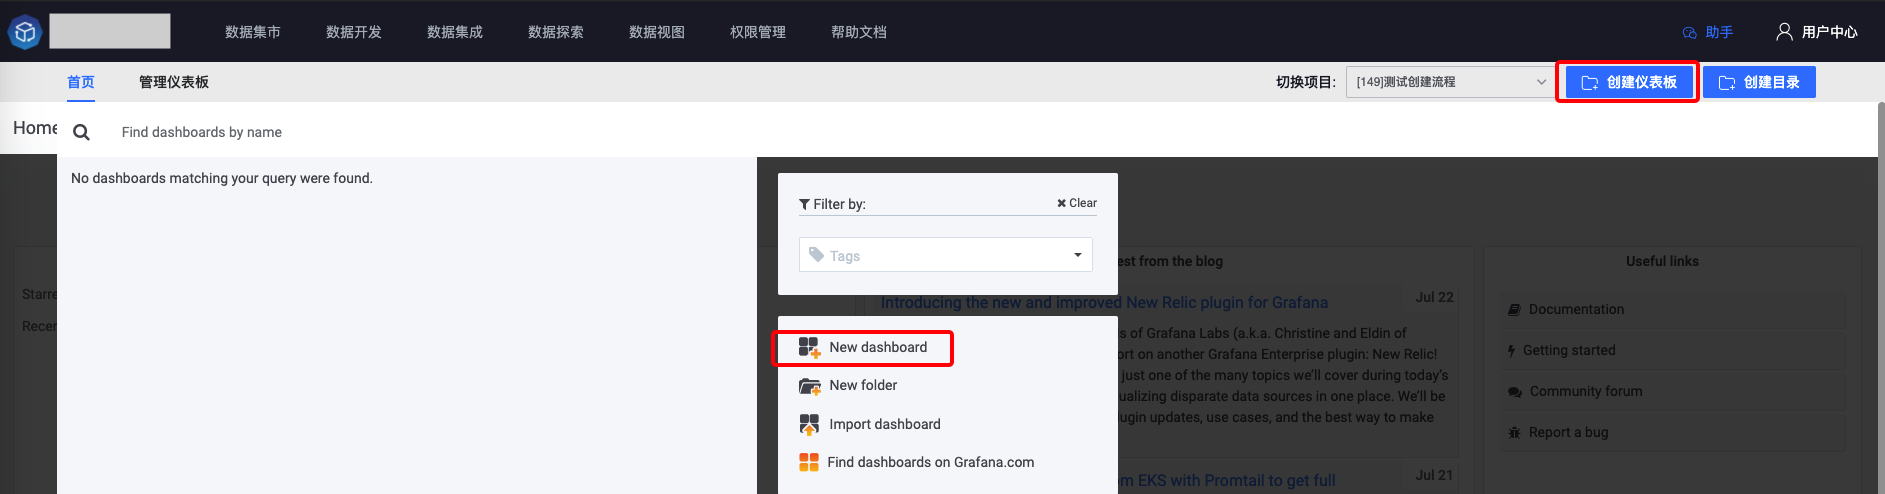 数据集市 数据开发 数据集成 数据探索 数据视图 权限管理 帮助文档 助手 用户中心
首页 管理仪表板 切换项目: [149]测试创建流程 创建仪表板 创建目录
Home Find dashboards by name
No dashboards matching your query were found.
Filter by: Clear
Tags
est from the blog
Useful links
Starre
Recen
Introducing the new and improved New Relic plugin for Grafana Jul 22
s of Grafana Labs (a.k.a. Christine and Eldin of
ort on another Grafana Enterprise plugin: New Relic!
just one of the many topics we'll cover during today's
ualizing disparate data sources in one place. We'll be
lugin updates, use cases, and the best way to make
Documentation
Getting started
Community forum
Report a bug
New dashboard
New folder
Import dashboard
Find dashboards on Grafana.com
om EKS with Promtail to get full Jul 21